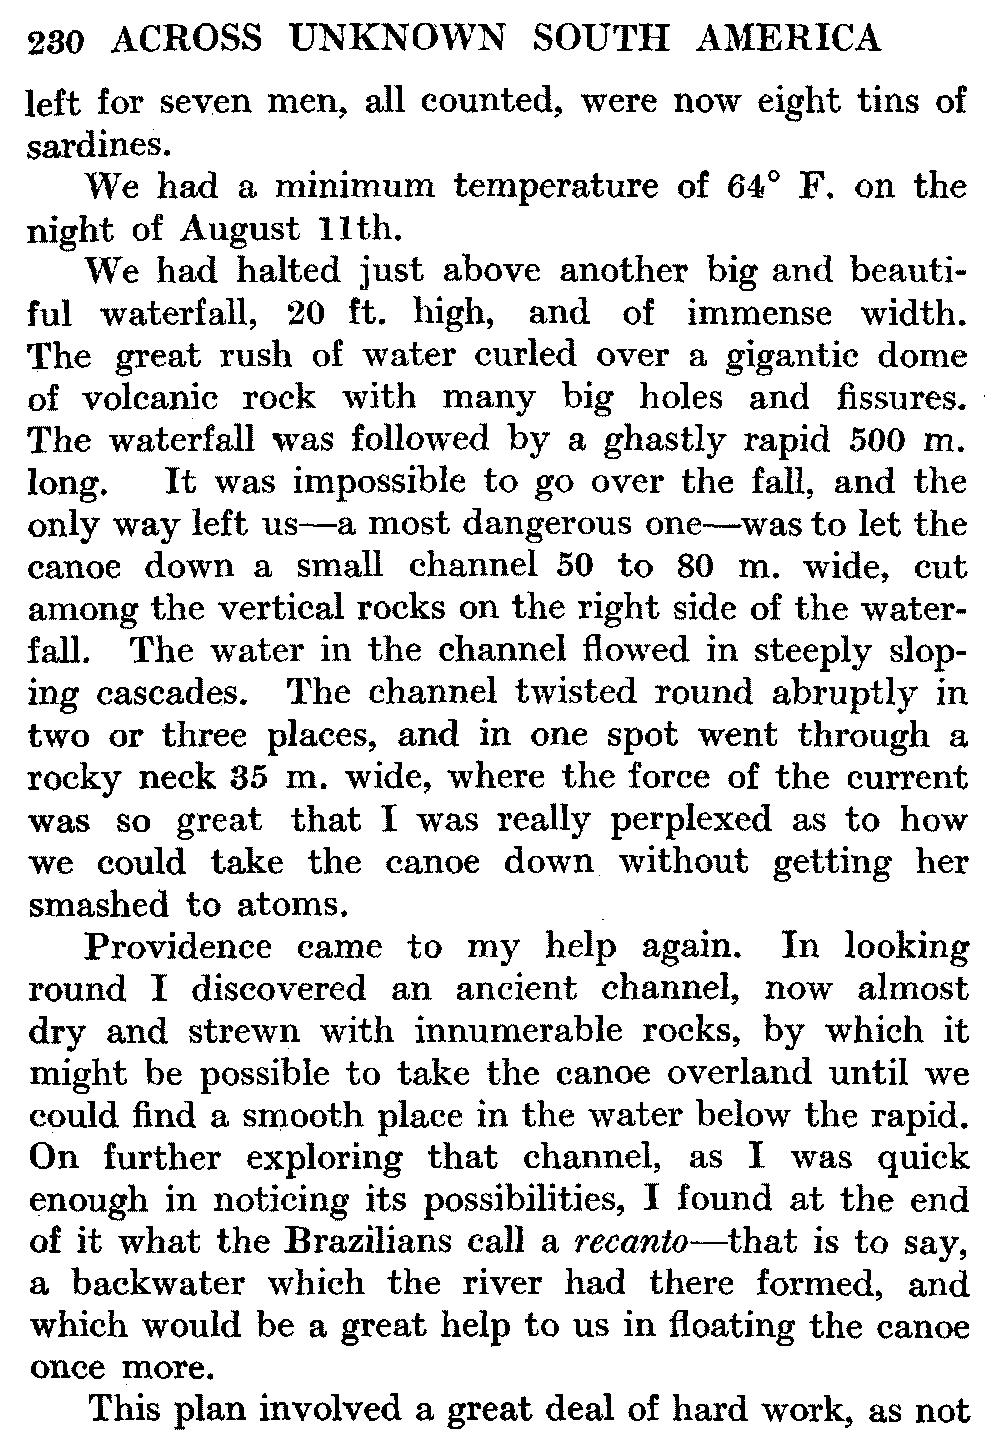 230 ACROSS UNKNOWN SOUTH AMERICA
left for seven men, all counted, were now eight tins of
sardines.
We had a minimum temperature of 64° F. on the
night of August 11th.
We had halted just above another big and beauti-
ful waterfall, 20 ft. high, and of immense width.
The great rush of water curled over a gigantic dome
of volcanic rock with many big holes and fissures.
The waterfall was followed by a ghastly rapid 500 m.
long. It was impossible to go over the fall, and the
only way left us—a most dangerous one—was to let the
canoe down a small channel 50 to 80 m. wide, cut
among the vertical rocks on the right side of the water-
fall. The water in the channel flowed in steeply slop-
ing cascades. The channel twisted round abruptly in
two or three places, and in one spot went through a
rocky neck 35 m. wide, where the force of the current
was so great that I was really perplexed as to how
we could take the canoe down without getting her
smashed to atoms.
Providence came to my help again. In looking
round I discovered an ancient channel, now almost
dry and strewn with innumerable rocks, by which it
might be possible to take the canoe overland until we
could find a smooth place in the water below the rapid.
On further exploring that channel, as I was quick
enough in noticing its possibilities, I found at the end
of it what the Brazilians call a recanto—that is to say,
a backwater which the river had there formed, and
which would be a great help to us in floating the canoe
once more.
This plan involved a great deal of hard work, as not